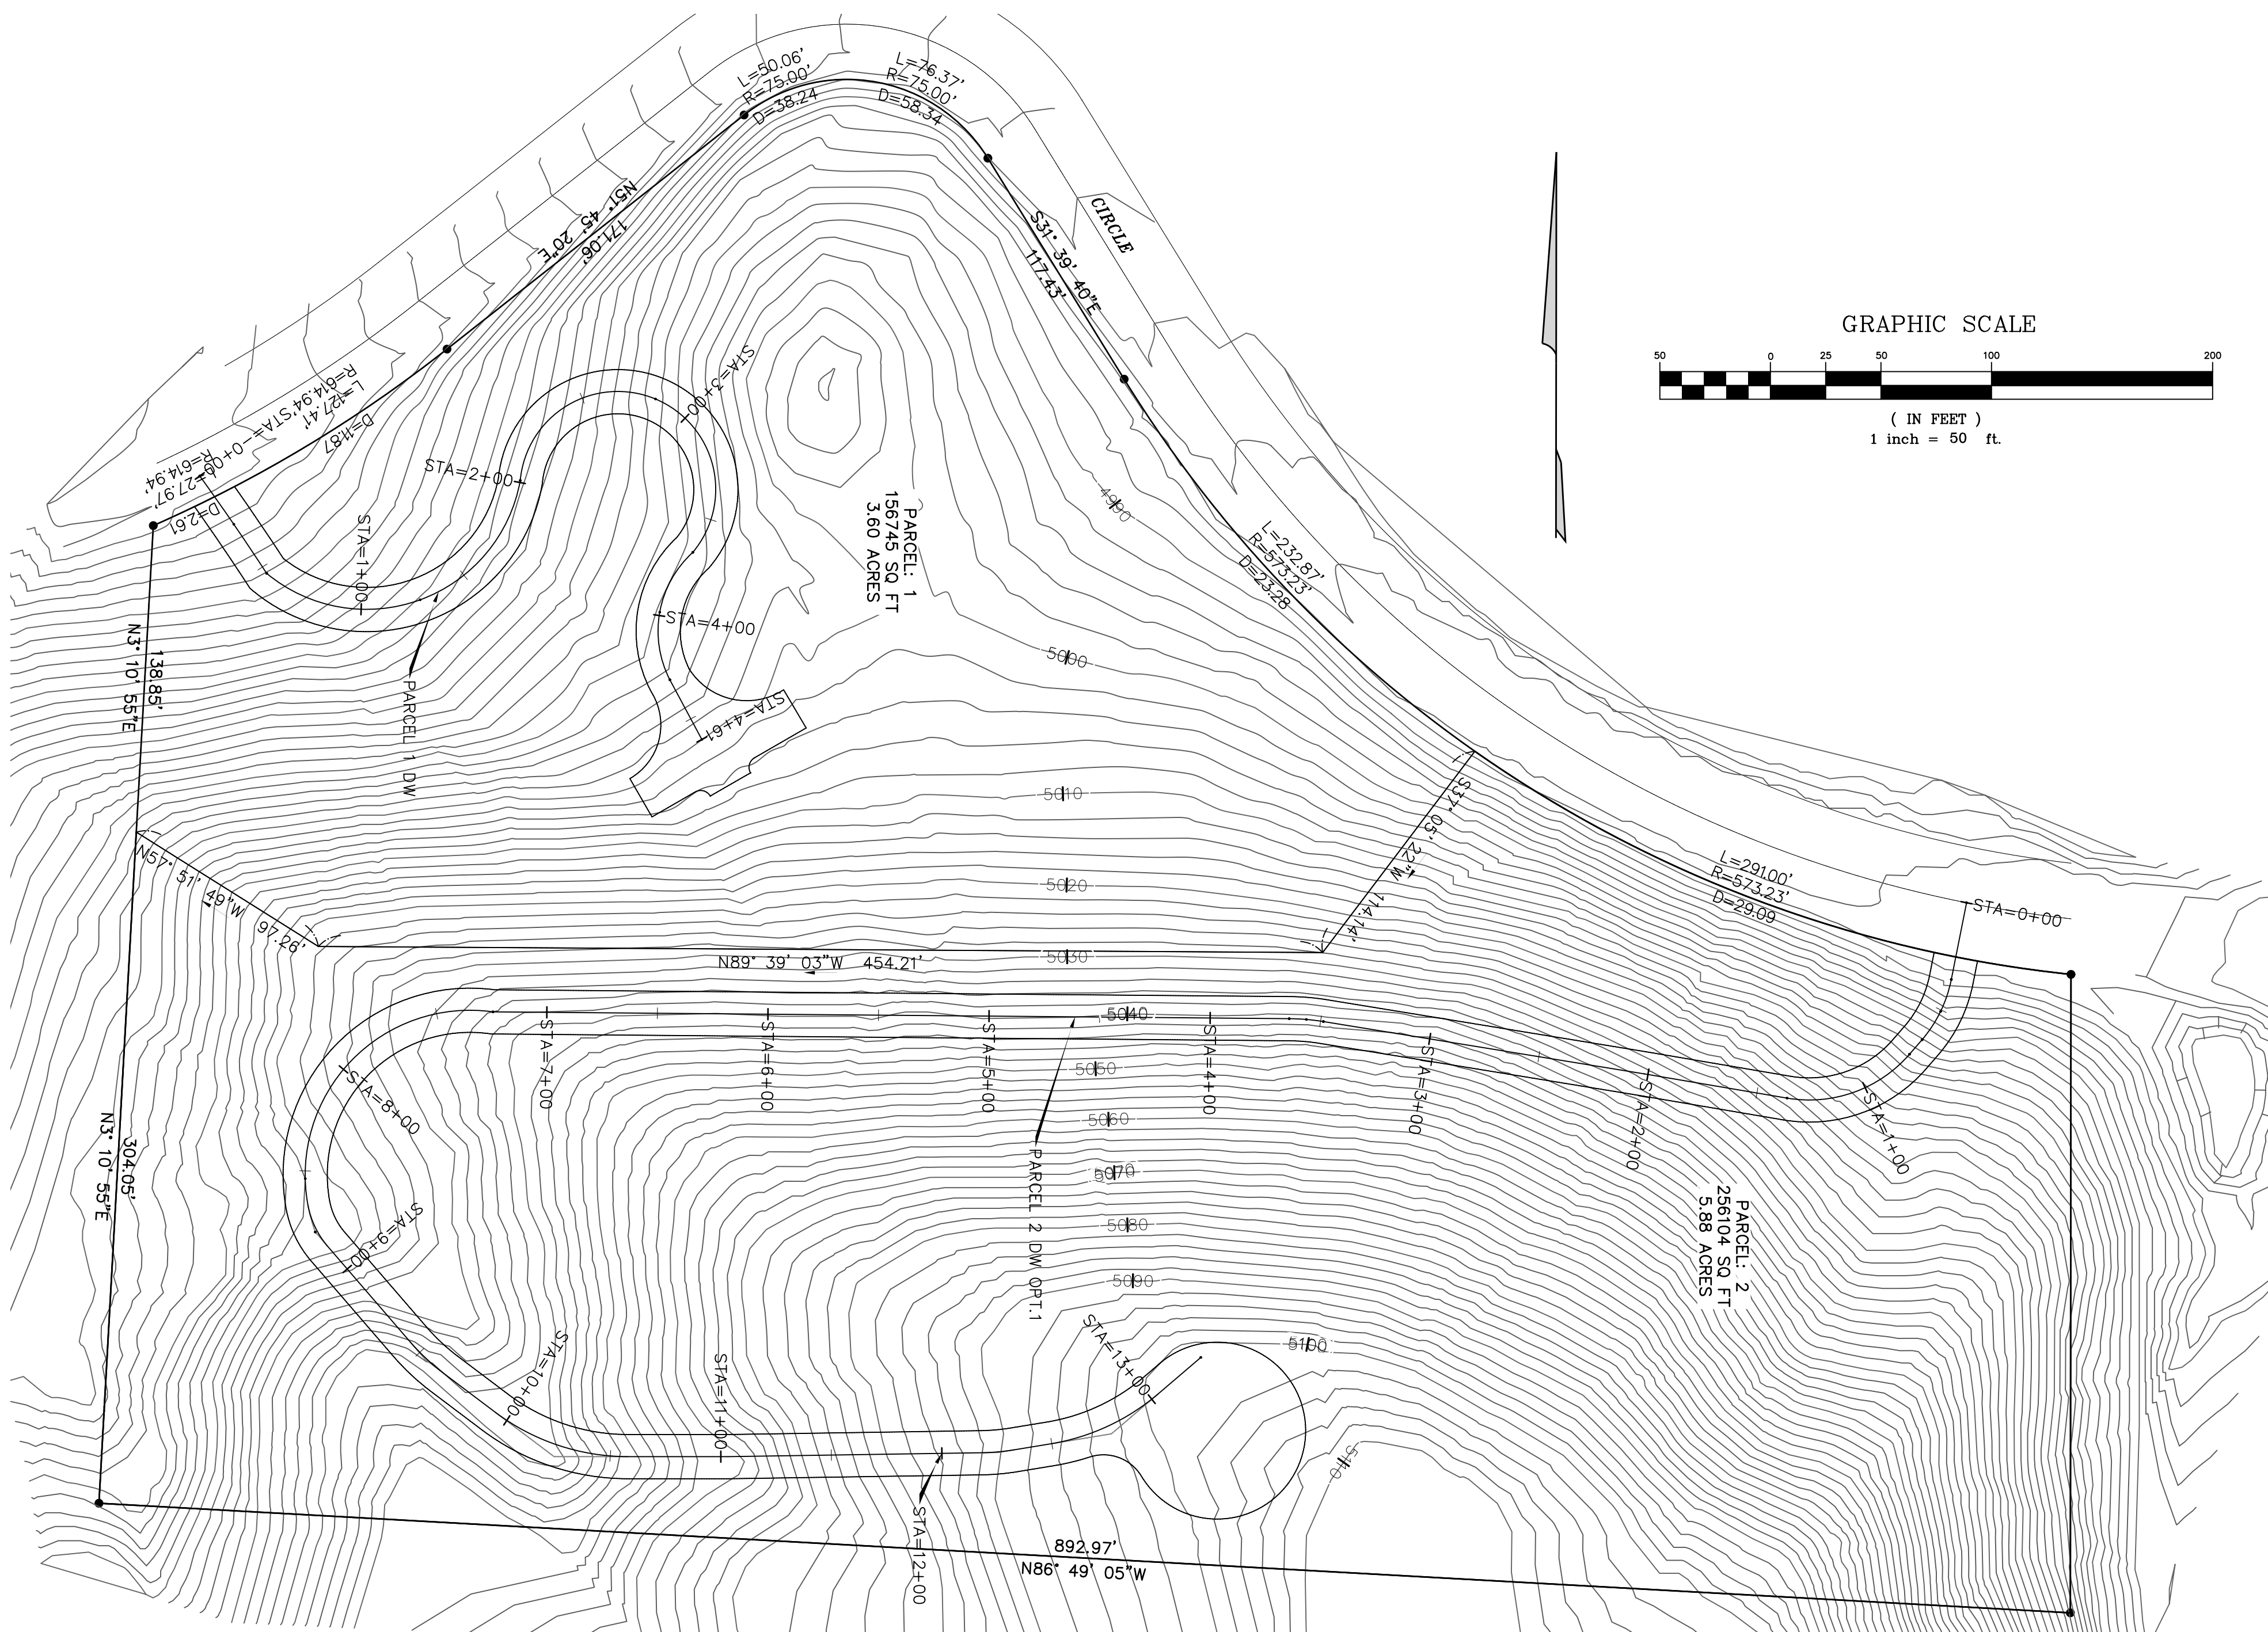 L=50.06'
R=75.00'
D=38.24
L=76.37'
R=75.00'
D=58.34
N51° 45' 20"E
171.06'
S31° 39' 40"E
117.43'
CIRCLE
GRAPHIC SCALE
50 0 25 50 100 200
( IN FEET )
1 inch = 50 ft.
L=127.41'
R=614.94'
D=11.87
STA=-0+09
L=27.97'
R=614.94'
D=2.61
STA=1+00
STA=2+00
STA=3+00
STA=4+00
STA=4+61
PARCEL: 1
156745 SQ FT
3.60 ACRES
4990
5000
5010
5020
5030
5040
5050
5060
5070
5080
5090
5100
5110
L=232.87'
R=573.23'
D=23.28
138.85'
N3° 10' 55"E
PARCEL 1 DW
N57° 51' 49"W
97.26'
N89° 39' 03"W 454.21'
S37° 05' 22"W
114.14'
L=291.00'
R=573.23'
D=29.09
STA=0+00
STA=1+00
STA=2+00
STA=3+00
STA=4+00
STA=5+00
STA=6+00
STA=7+00
STA=8+00
STA=9+00
STA=10+00
STA=11+00
STA=12+00
STA=13+00
304.05'
N3° 10' 55"E
PARCEL 2 DW OPT.1
PARCEL: 2
256104 SQ FT
5.88 ACRES
892.97'
N86° 49' 05"W